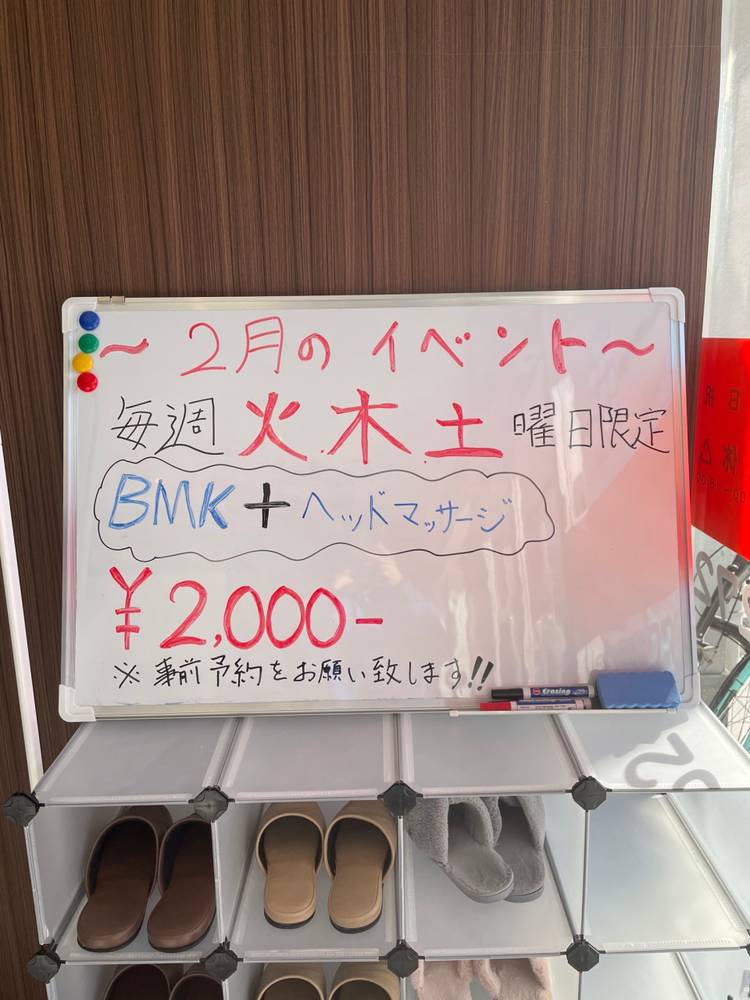 ～2月のイベント～
毎週 火.木.土 曜日限定
BMK＋ヘッドマッサージ
¥2,000-
※事前予約をお願い致します!!